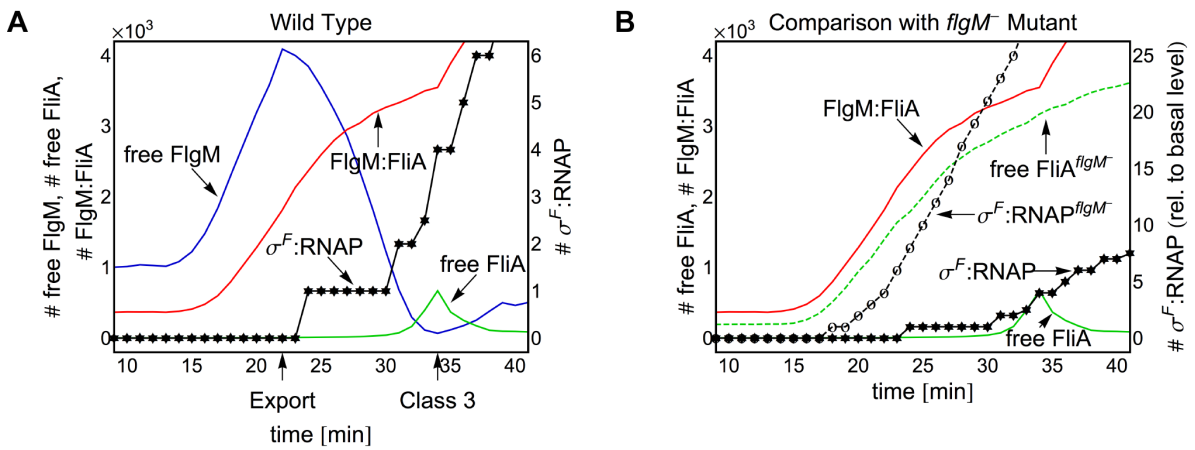 A
Wild Type
×10³
4
3
2
1
0
# free FlgM, # free FliA,
# FlgM:FliA
6
5
4
3
2
1
0
# σF:RNAP
free FlgM
FlgM:FliA
σF:RNAP
free FliA
10 15 20 25 30 35 40
Export
Class 3
time [min]
B
Comparison with flgM− Mutant
×10³
4
3
2
1
0
# free FliA, # FlgM:FliA
25
20
15
10
5
0
# σF:RNAP (rel. to basal level)
FlgM:FliA
free FliAflgM−
σF:RNAPflgM−
σF:RNAP
free FliA
10 15 20 25 30 35 40
time [min]